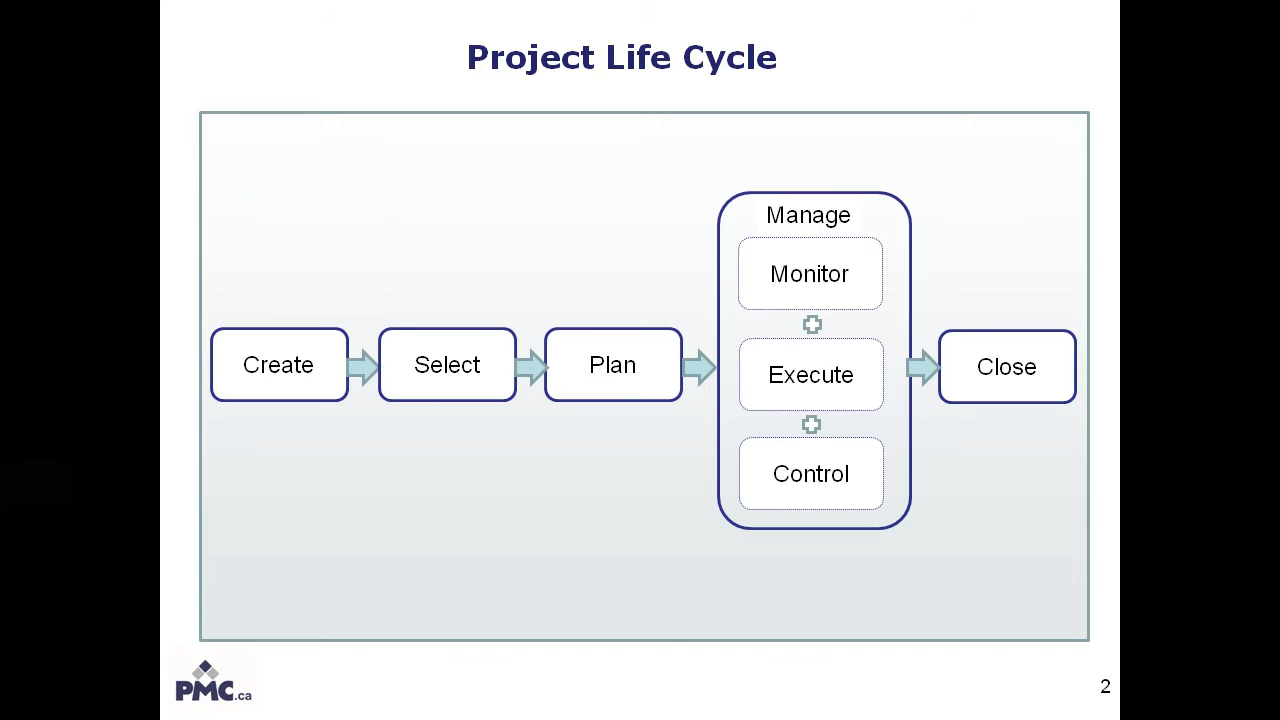 Project Life Cycle
Create
Select
Plan
Manage
Monitor
Execute
Control
Close
PMC.ca
2